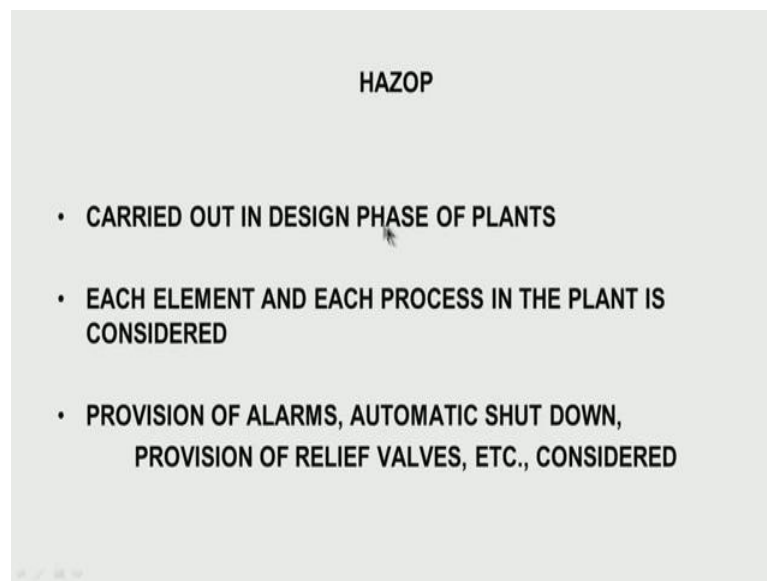 HAZOP
• CARRIED OUT IN DESIGN PHASE OF PLANTS
• EACH ELEMENT AND EACH PROCESS IN THE PLANT IS
CONSIDERED
• PROVISION OF ALARMS, AUTOMATIC SHUT DOWN,
PROVISION OF RELIEF VALVES, ETC., CONSIDERED